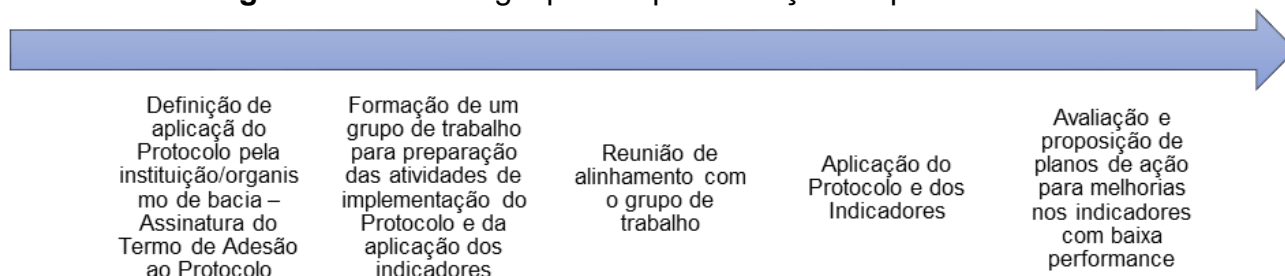 Definição de
aplicaçã do
Protocolo pela
instituição/organis
mo de bacia –
Assinatura do
Termo de Adesão
ao Protocolo
Formação de um
grupo de trabalho
para preparação
das atividades de
implementação do
Protocolo e da
aplicação dos
indicadores
Reunião de
alinhamento com
o grupo de
trabalho
Aplicação do
Protocolo e dos
Indicadores
Avaliação e
proposição de
planos de ação
para melhorias
nos indicadores
com baixa
performance